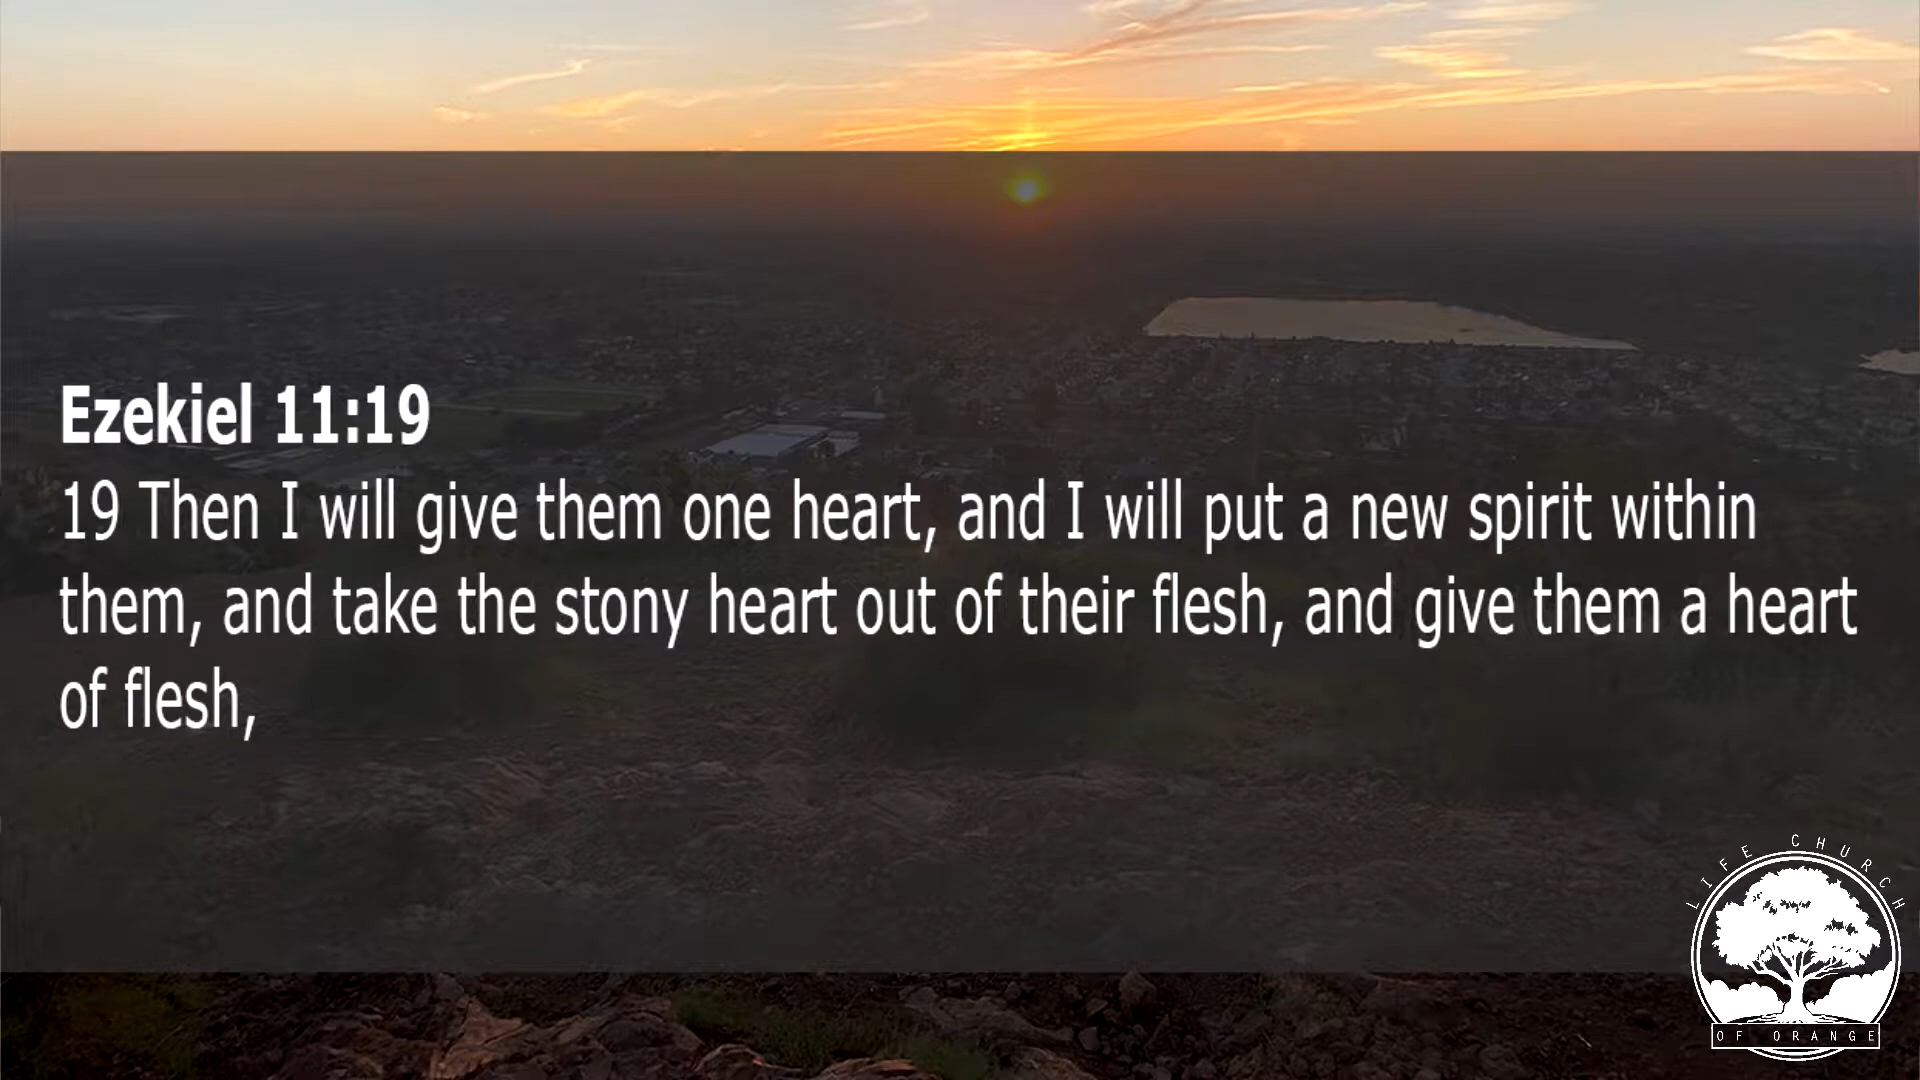 Ezekiel 11:19
19 Then I will give them one heart, and I will put a new spirit within
them, and take the stony heart out of their flesh, and give them a heart
of flesh,
LIFE CHURCH
OF ORANGE